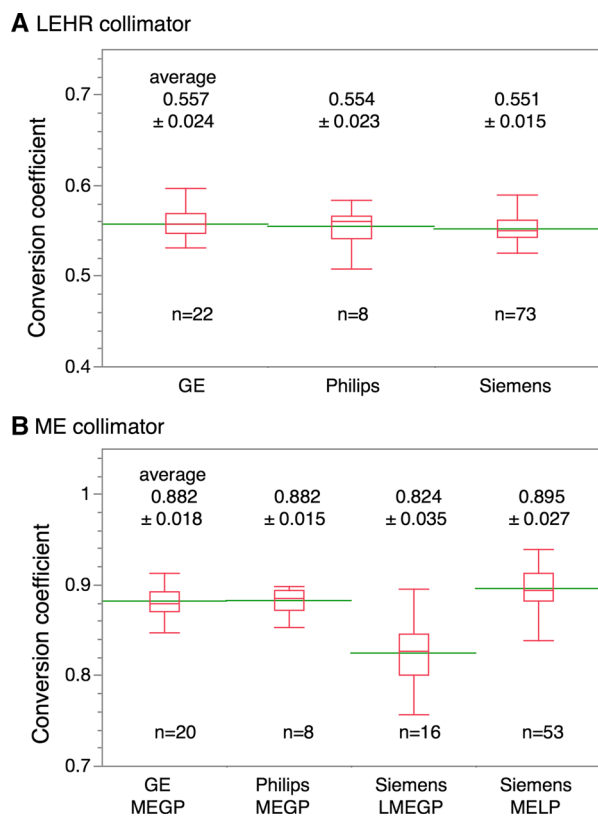 A LEHR collimator
Conversion coefficient
0.7
0.6
0.5
0.4
average
0.557 0.554 0.551
± 0.024 ± 0.023 ± 0.015
n=22 n=8 n=73
GE Philips Siemens
B ME collimator
Conversion coefficient
1
0.9
0.8
0.7
average
0.882 0.882 0.824 0.895
± 0.018 ± 0.015 ± 0.035 ± 0.027
n=20 n=8 n=16 n=53
GE Philips Siemens Siemens
MEGP MEGP LMEGP MELP